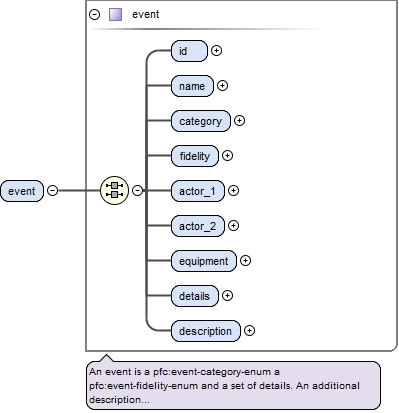 event
id
name
category
fidelity
actor_1
event
actor_2
equipment
details
description
An event is a pfc:event-category-enum a
pfc:event-fidelity-enum and a set of details. An additional
description...